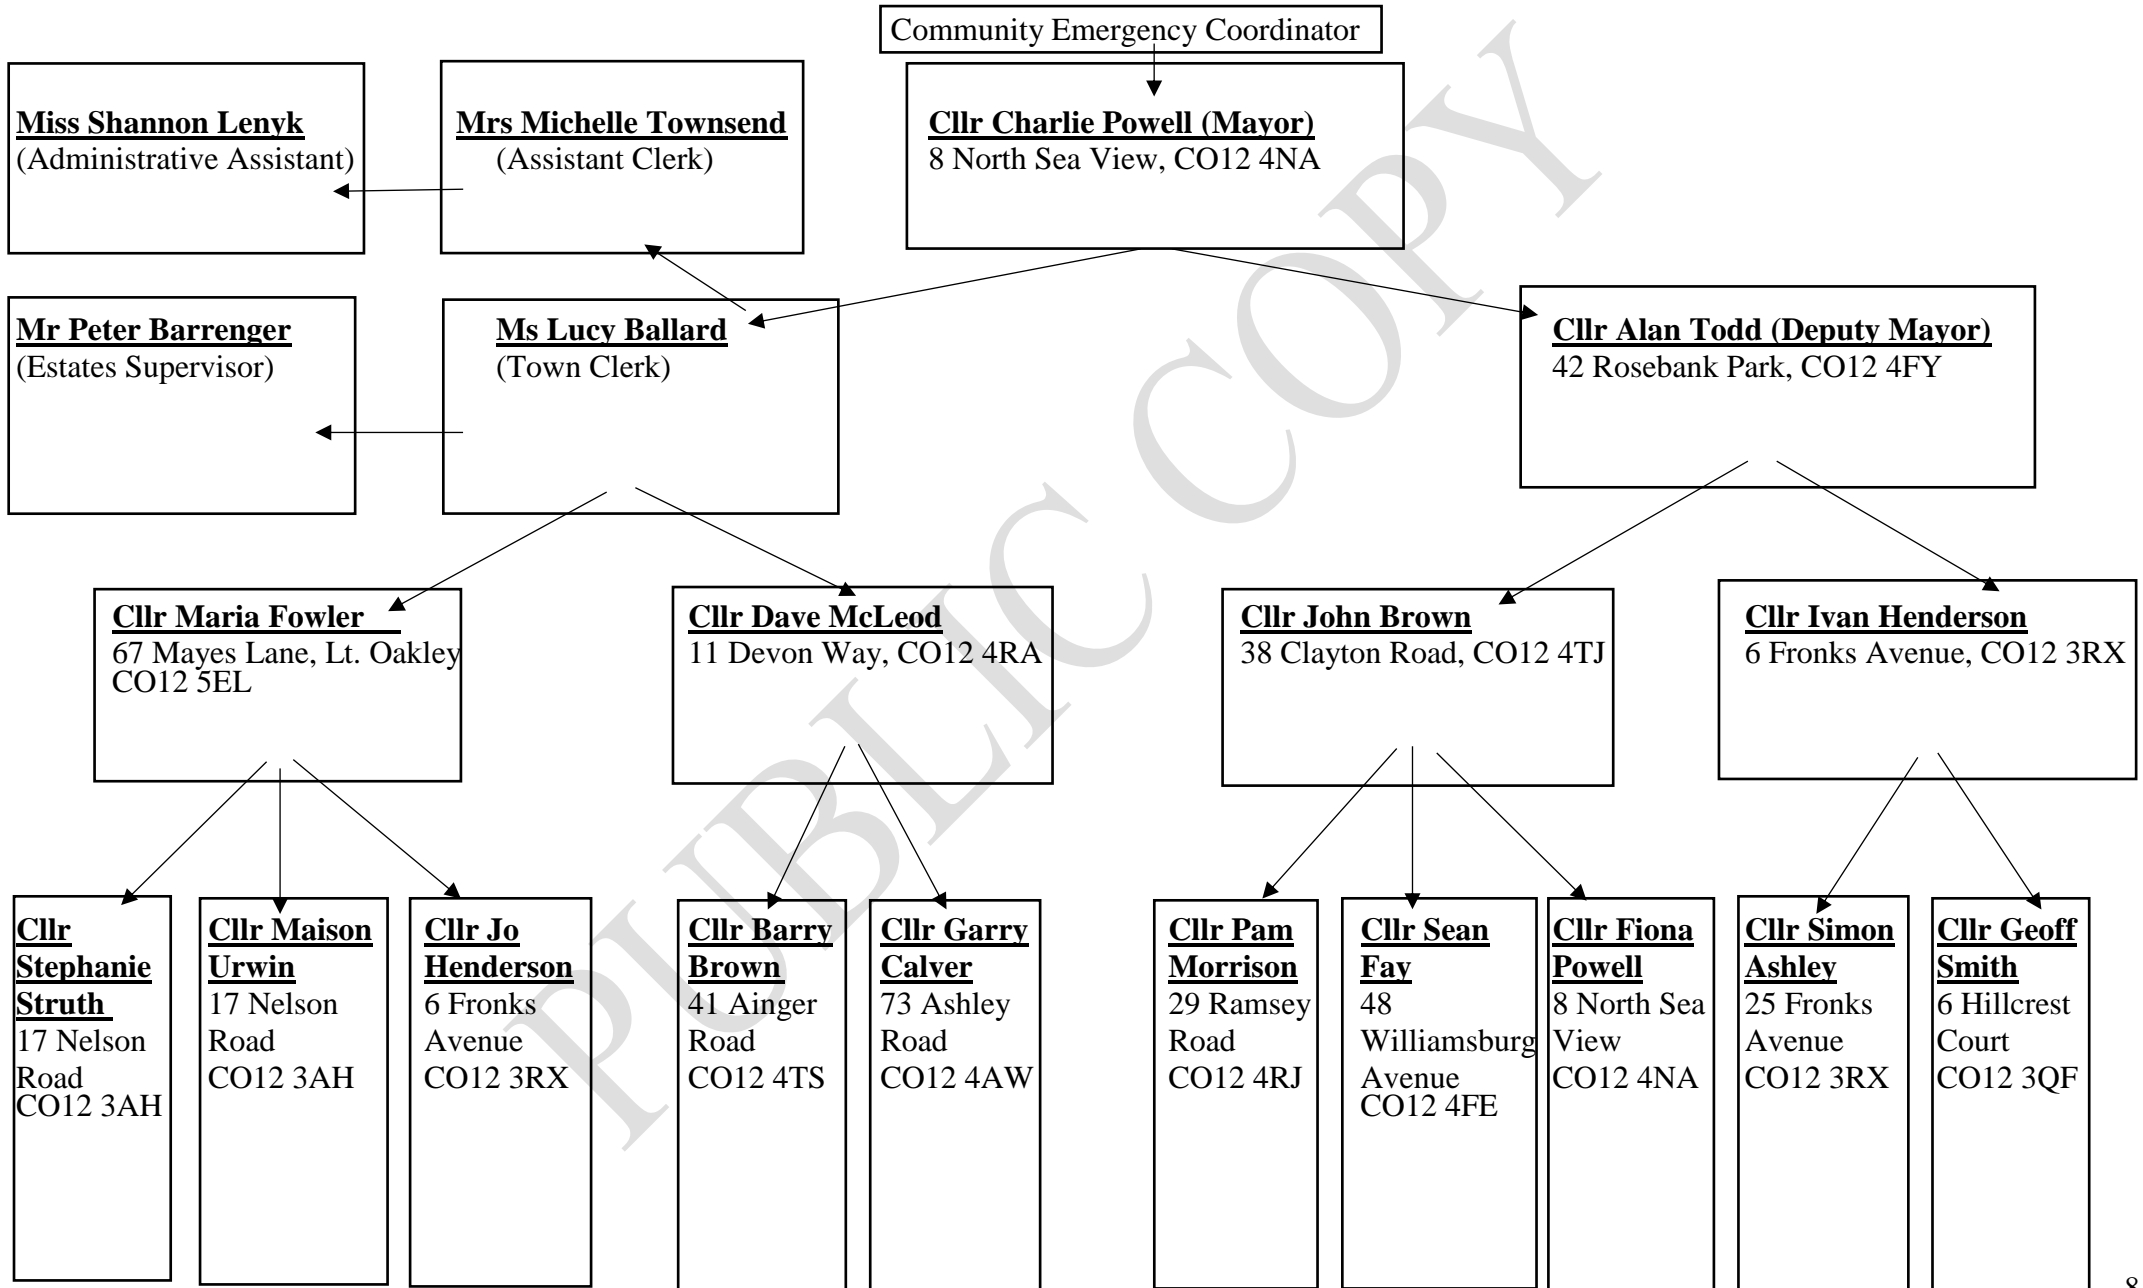 Community Emergency Coordinator
Miss Shannon Lenyk
(Administrative Assistant)
Mrs Michelle Townsend
(Assistant Clerk)
Cllr Charlie Powell (Mayor)
8 North Sea View, CO12 4NA
Mr Peter Barrenger
(Estates Supervisor)
Ms Lucy Ballard
(Town Clerk)
Cllr Alan Todd (Deputy Mayor)
42 Rosebank Park, CO12 4FY
Cllr Maria Fowler
67 Mayes Lane, Lt. Oakley
CO12 5EL
Cllr Dave McLeod
11 Devon Way, CO12 4RA
Cllr John Brown
38 Clayton Road, CO12 4TJ
Cllr Ivan Henderson
6 Fronks Avenue, CO12 3RX
Cllr
Stephanie
Struth
17 Nelson
Road
CO12 3AH
Cllr Maison
Urwin
17 Nelson
Road
CO12 3AH
Cllr Jo
Henderson
6 Fronks
Avenue
CO12 3RX
Cllr Barry
Brown
41 Ainger
Road
CO12 4TS
Cllr Garry
Calver
73 Ashley
Road
CO12 4AW
Cllr Pam
Morrison
29 Ramsey
Road
CO12 4RJ
Cllr Sean
Fay
48
Williamsburg
Avenue
CO12 4FE
Cllr Fiona
Powell
8 North Sea
View
CO12 4NA
Cllr Simon
Ashley
25 Fronks
Avenue
CO12 3RX
Cllr Geoff
Smith
6 Hillcrest
Court
CO12 3QF
PUBLIC COPY
8